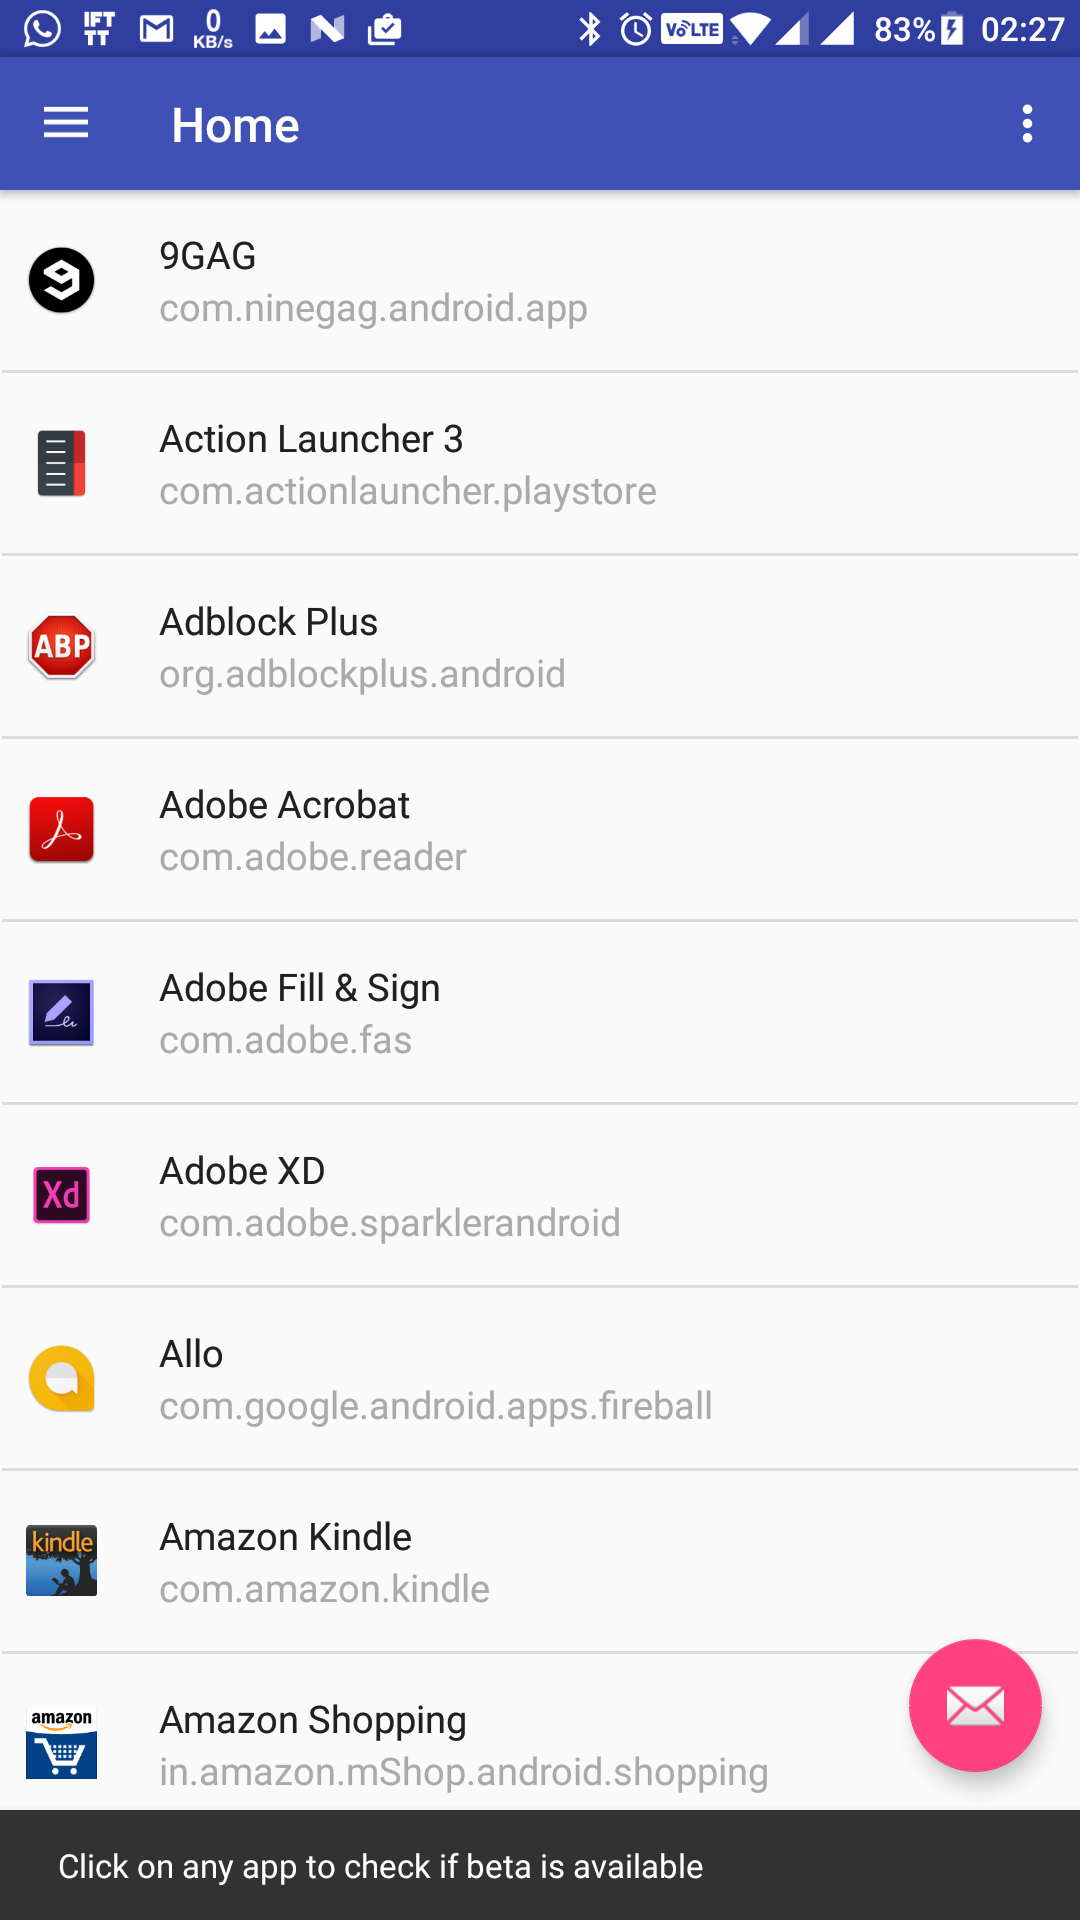 IF
TT
0
KB/s
VoLTE
83%
02:27
Home
9GAG
com.ninegag.android.app
Action Launcher 3
com.actionlauncher.playstore
ABP
Adblock Plus
org.adblockplus.android
Adobe Acrobat
com.adobe.reader
Adobe Fill & Sign
com.adobe.fas
Xd
Adobe XD
com.adobe.sparklerandroid
Allo
com.google.android.apps.fireball
kindle
Amazon Kindle
com.amazon.kindle
amazon
Amazon Shopping
in.amazon.mShop.android.shopping
Click on any app to check if beta is available